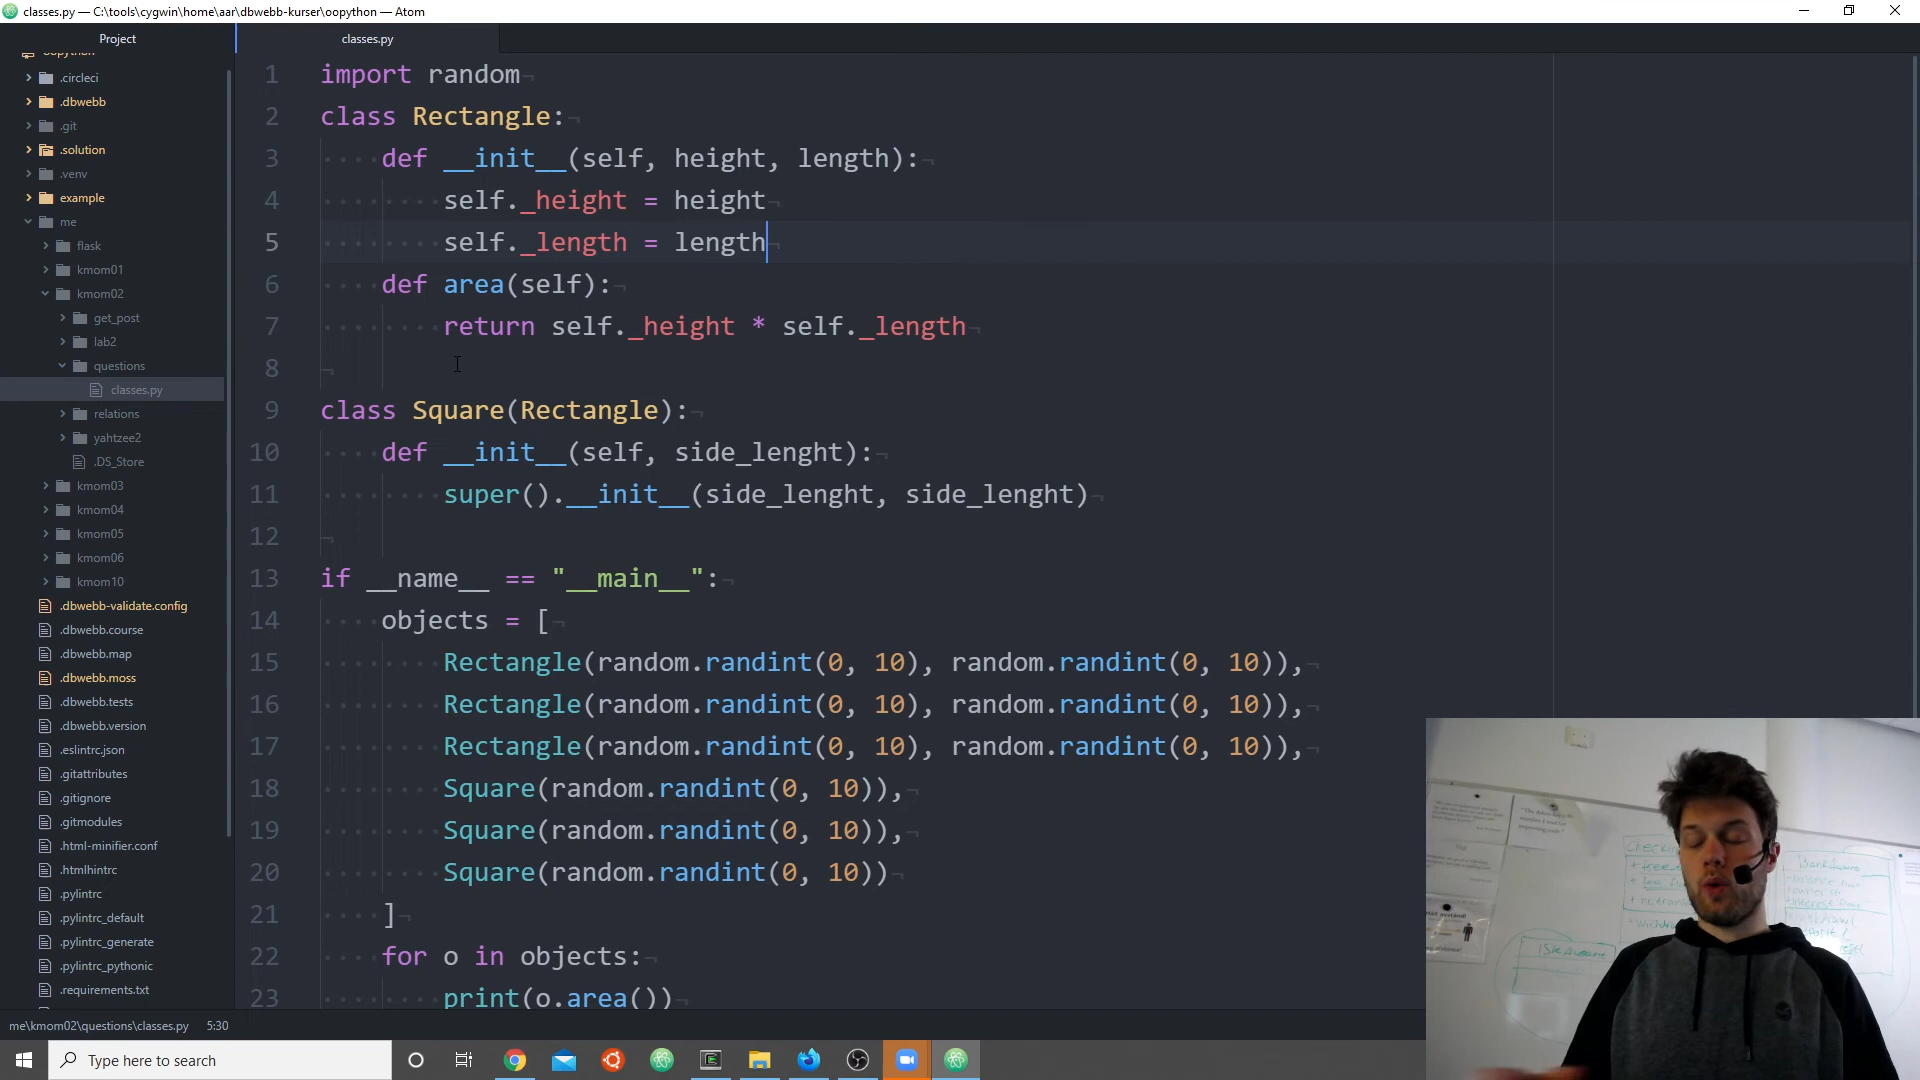 classes.py — C:\tools\cygwin\home\aar\dbwebb-kurser\oopython — Atom
Project
classes.py
oopython
.circleci
.dbwebb
.git
.solution
.venv
example
me
flask
kmom01
kmom02
get_post
lab2
questions
classes.py
relations
yahtzee2
.DS_Store
kmom03
kmom04
kmom05
kmom06
kmom10
.dbwebb-validate.config
.dbwebb.course
.dbwebb.map
.dbwebb.moss
.dbwebb.tests
.dbwebb.version
.eslintrc.json
.gitattributes
.gitignore
.gitmodules
.html-minifier.conf
.htmlhintrc
.pylintrc
.pylintrc_default
.pylintrc_generate
.pylintrc_pythonic
.requirements.txt
1 import random
2 class Rectangle:
3 def __init__(self, height, length):
4 self._height = height
5 self._length = length
6 def area(self):
7 return self._height * self._length
8
9 class Square(Rectangle):
10 def __init__(self, side_lenght):
11 super().__init__(side_lenght, side_lenght)
12
13 if __name__ == "__main__":
14 objects = [
15 Rectangle(random.randint(0, 10), random.randint(0, 10)),
16 Rectangle(random.randint(0, 10), random.randint(0, 10)),
17 Rectangle(random.randint(0, 10), random.randint(0, 10)),
18 Square(random.randint(0, 10)),
19 Square(random.randint(0, 10)),
20 Square(random.randint(0, 10))
21 ]
22 for o in objects:
23 print(o.area())
me\kmom02\questions\classes.py 5:30
Type here to search